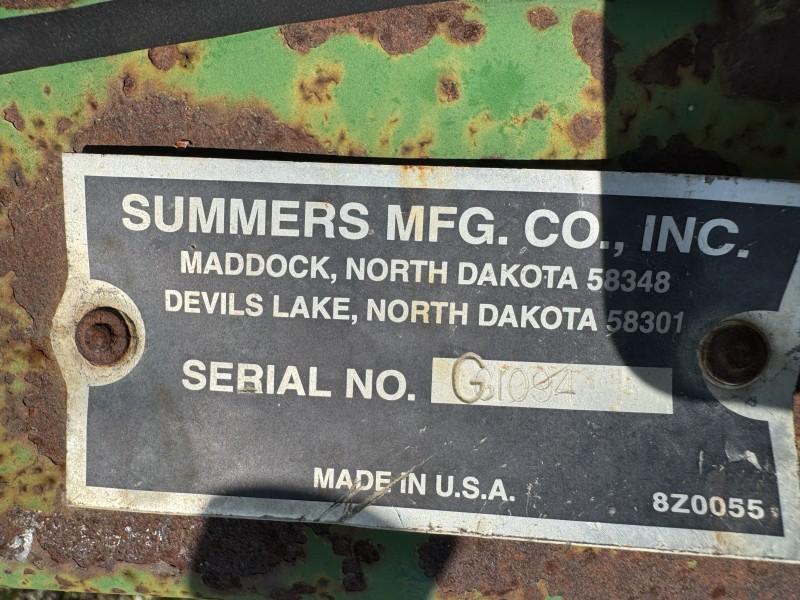 SUMMERS MFG. CO., INC.
MADDOCK, NORTH DAKOTA 58348
DEVILS LAKE, NORTH DAKOTA 58301
SERIAL NO.
MADE IN U.S.A.
8Z0055